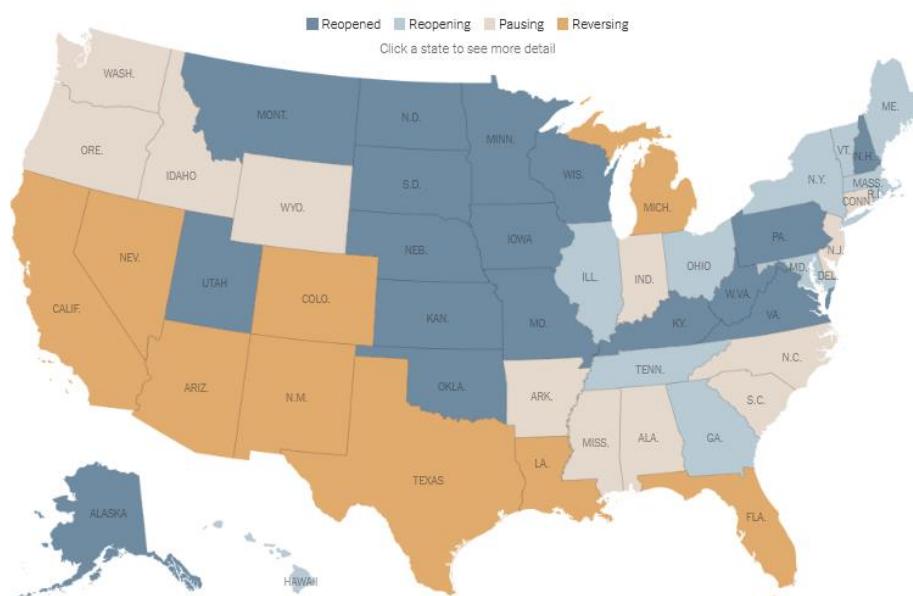 Reopened Reopening Pausing Reversing
Click a state to see more detail
WASH.
MONT.
N.D.
MINN.
ME.
ORE.
IDAHO
S.D.
WIS.
VT.
N.H.
WYO.
MICH.
N.Y.
MASS.
R.I.
CONN.
NEV.
NEB.
IOWA
PA.
N.J.
UTAH
ILL.
IND.
OHIO
MD.
DEL.
CALIF.
COLO.
KAN.
MO.
KY.
W.VA.
VA.
ARIZ.
N.M.
OKLA.
ARK.
TENN.
N.C.
S.C.
MISS.
ALA.
GA.
TEXAS
LA.
FLA.
ALASKA
HAWAII